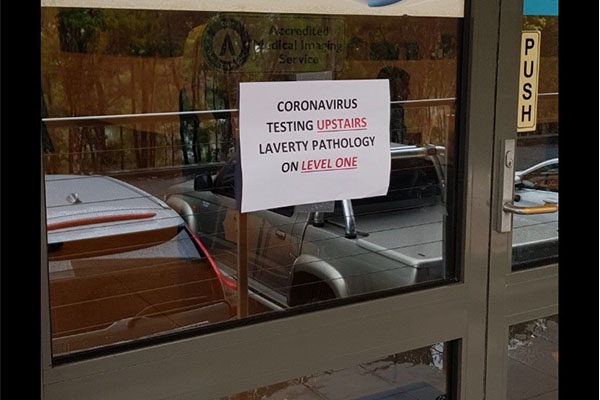 Accredited
Medical Imaging
Service
PUSH
CORONAVIRUS
TESTING UPSTAIRS
LAVERTY PATHOLOGY
ON LEVEL ONE